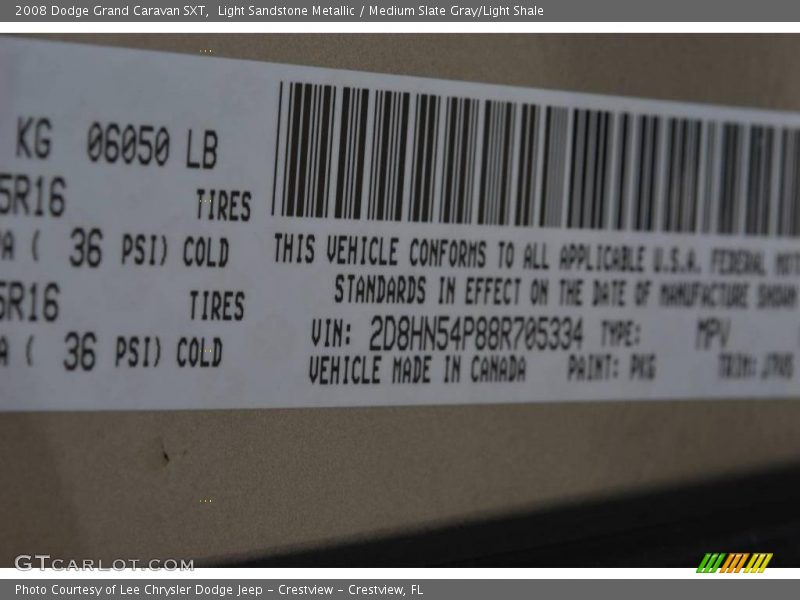 2008 Dodge Grand Caravan SXT, Light Sandstone Metallic / Medium Slate Gray/Light Shale
KG 06050 LB
5R16 TIRES
( 36 PSI) COLD
5R16 TIRES
( 36 PSI) COLD
THIS VEHICLE CONFORMS TO ALL APPLICABLE U.S.A. FEDERAL
STANDARDS IN EFFECT ON THE DATE OF MANUFACTURE SHOWN
VIN: 2D8HN54P88R705334 TYPE: MPV
VEHICLE MADE IN CANADA PAINT: PKG TRIM:
GTCARLOT.COM
Photo Courtesy of Lee Chrysler Dodge Jeep - Crestview - Crestview, FL